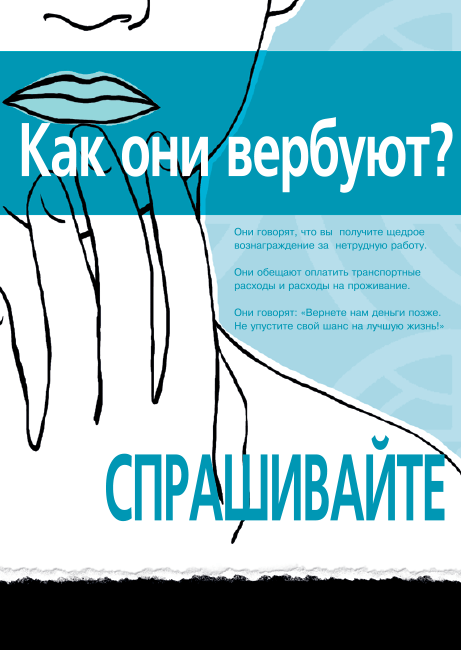 Как они вербуют?
Они говорят, что вы получите щедрое
вознаграждение за нетрудную работу.
Они обещают оплатить транспортные
расходы и расходы на проживание.
Они говорят: «Вернете нам деньги позже.
Не упустите свой шанс на лучшую жизнь!»
СПРАШИВАЙТЕ